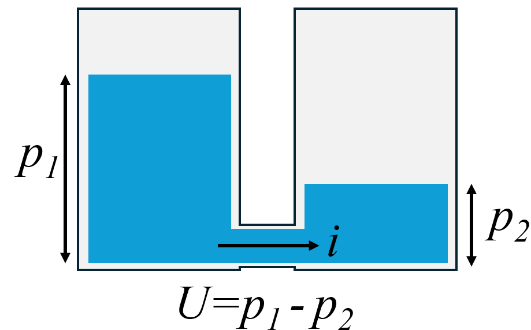 p₁
p₂
i
U=p₁ - p₂